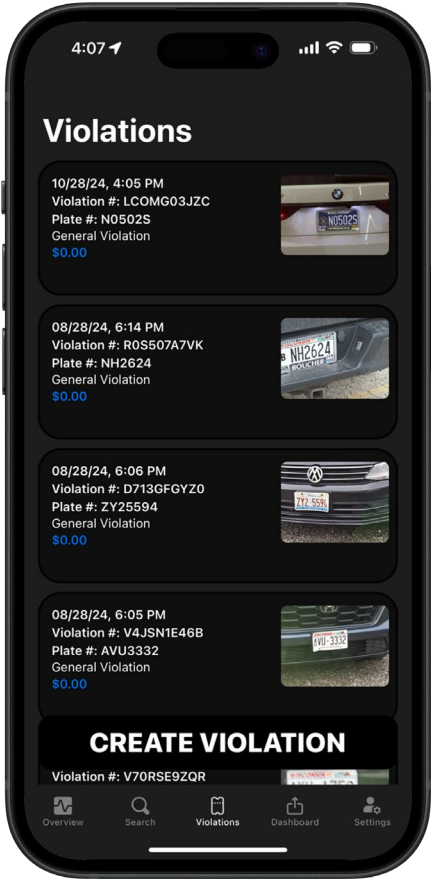 4:07
Violations
10/28/24, 4:05 PM
Violation #: LCOMG03JZC
Plate #: N0502S
General Violation
$0.00
N0502S
08/28/24, 6:14 PM
Violation #: R0S507A7VK
Plate #: NH2624
General Violation
$0.00
B NH2624
BOUCHER
08/28/24, 6:06 PM
Violation #: D713GFGYZ0
Plate #: ZY25594
General Violation
$0.00
08/28/24, 6:05 PM
Violation #: V4JSN1E46B
Plate #: AVU3332
General Violation
$0.00
AVU-3332
CREATE VIOLATION
Violation #: V70RSE9ZQR
Overview
Search
Violations
Dashboard
Settings